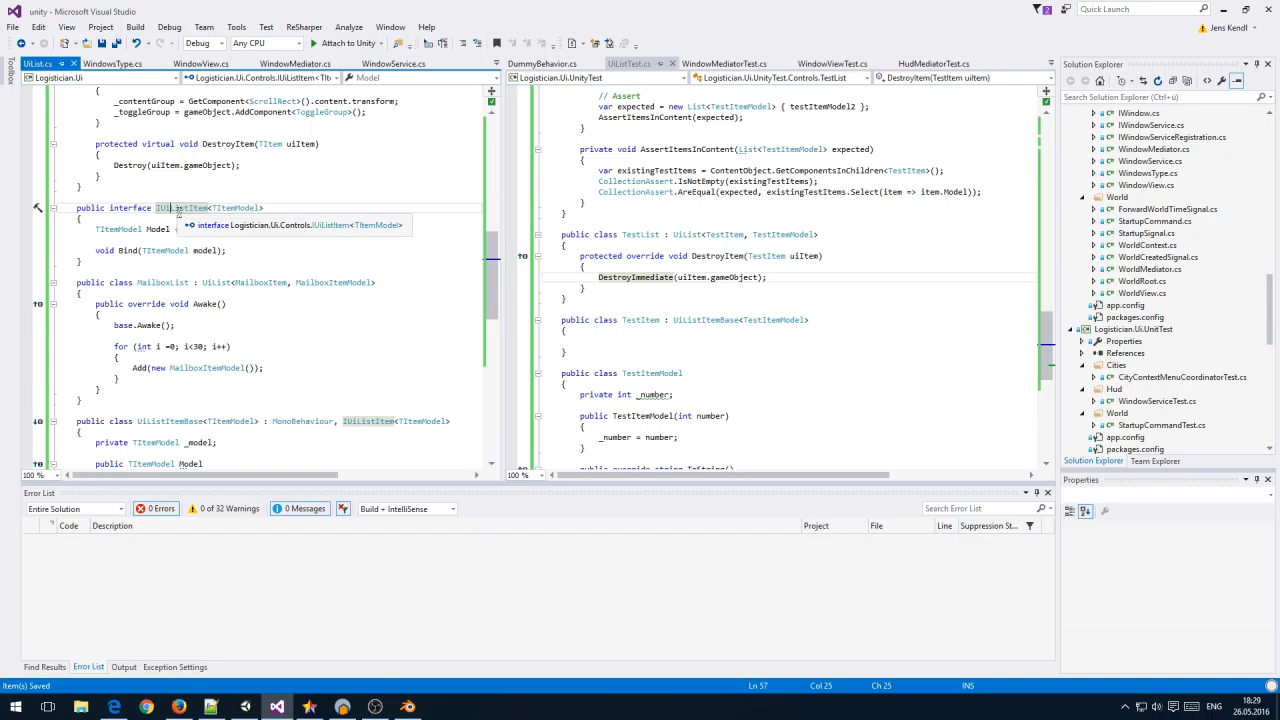 unity - Microsoft Visual Studio
2
Quick Launch
File Edit View Project Build Debug Team Tools Test ReSharper Analyze Window Help
Jens Kendl
Debug Any CPU Attach to Unity
Toolbox
UiList.cs WindowsType.cs WindowView.cs WindowMediator.cs WindowService.cs
Logistician.Ui Logistician.Ui.Controls.IUiListItem<TIt Model
_contentGroup = GetComponent<ScrollRect>().content.transform;
_toggleGroup = gameObject.AddComponent<ToggleGroup>();
}
protected virtual void DestroyItem(TItem uiItem)
{
Destroy(uiItem.gameObject);
}
}
public interface IUiListItem<TItemModel>
{
interface Logistician.Ui.Controls.IUiListItem<TItemModel>
TItemModel Model
void Bind(TItemModel model);
}
public class MailboxList : UiList<MailboxItem, MailboxItemModel>
{
public override void Awake()
{
base.Awake();
for (int i =0; i<30; i++)
{
Add(new MailboxItemModel());
}
}
}
public class UiListItemBase<TItemModel> : MonoBehaviour, IUiListItem<TItemModel>
{
private TItemModel _model;
public TItemModel Model
100 %
DummyBehavior.cs UiListTest.cs WindowMediatorTest.cs WindowViewTest.cs HudMediatorTest.cs
Logistician.Ui.UnityTest Logistician.Ui.UnityTest.Controls.TestList DestroyItem(TestItem uiItem)
// Assert
var expected = new List<TestItemModel> { testItemModel2 };
AssertItemsInContent(expected);
}
private void AssertItemsInContent(List<TestItemModel> expected)
{
var existingTestItems = ContentObject.GetComponentsInChildren<TestItem>();
CollectionAssert.IsNotEmpty(existingTestItems);
CollectionAssert.AreEqual(expected, existingTestItems.Select(item => item.Model));
}
}
public class TestList : UiList<TestItem, TestItemModel>
{
protected override void DestroyItem(TestItem uiItem)
{
DestroyImmediate(uiItem.gameObject);
}
}
public class TestItem : UiListItemBase<TestItemModel>
{
}
public class TestItemModel
{
private int _number;
public TestItemModel(int number)
{
_number = number;
}
public override string ToString()
100 %
Solution Explorer
Search Solution Explorer (Ctrl+ü)
IWindow.cs
IWindowService.cs
IWindowServiceRegistration.cs
WindowMediator.cs
WindowService.cs
WindowsType.cs
WindowView.cs
World
ForwardWorldTimeSignal.cs
StartupCommand.cs
StartupSignal.cs
WorldContext.cs
WorldCreatedSignal.cs
WorldMediator.cs
WorldRoot.cs
WorldView.cs
app.config
packages.config
Logistician.Ui.UnitTest
Properties
References
Cities
CityContextMenuCoordinatorTest.cs
Hud
WindowServiceTest.cs
World
StartupCommandTest.cs
app.config
packages.config
Solution Explorer Team Explorer
Properties
Error List
Entire Solution 0 Errors 0 of 32 Warnings 0 Messages Build + IntelliSense
Search Error List
Code Description Project File Line Suppression St...
Find Results Error List Output Exception Settings
Item(s) Saved Ln 57 Col 25 Ch 25 INS
ENG
18:29
26.05.2016